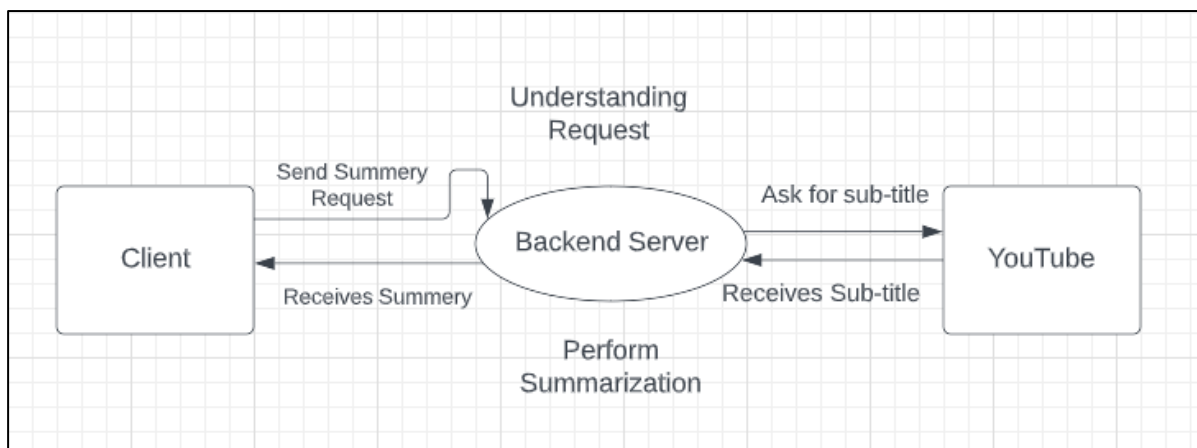 Understanding
Request
Send Summery
Request
Ask for sub-title
Client
Backend Server
YouTube
Receives Summery
Receives Sub-title
Perform
Summarization